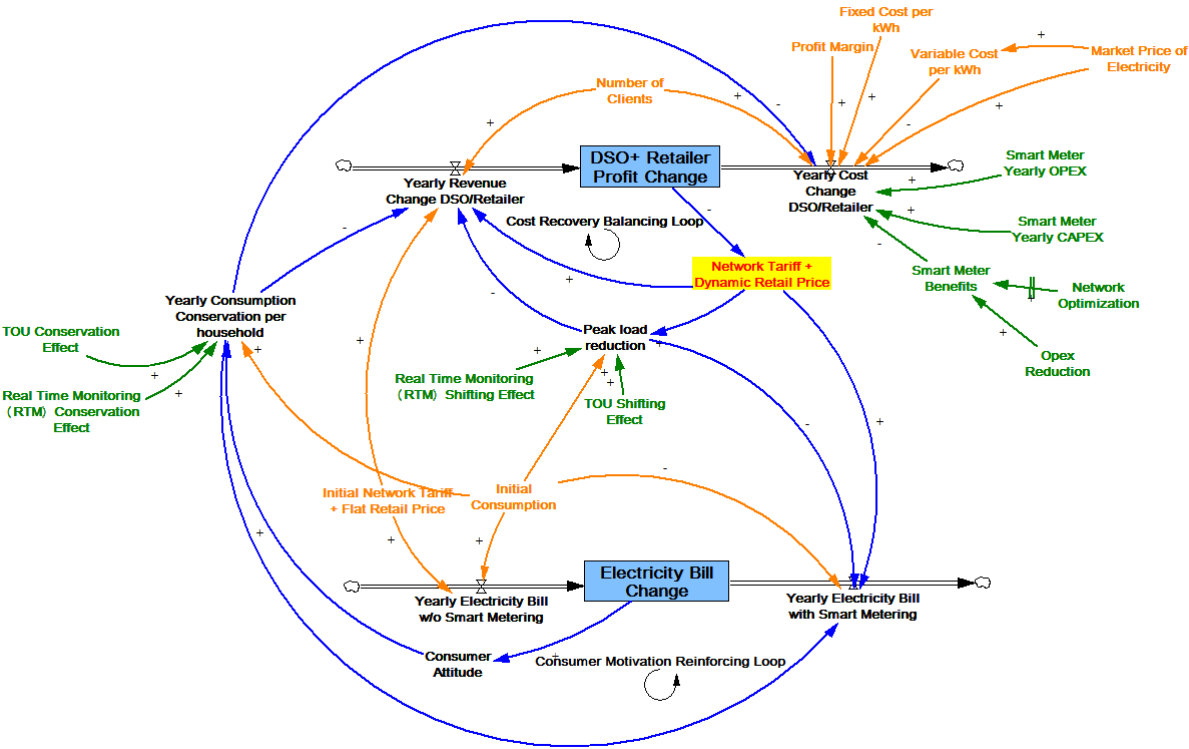 Fixed Cost per
kWh
Profit Margin
Variable Cost
per kWh
+
Market Price of
Electricity
Number of
Clients
+
-
+
+
-
+
+
DSO+ Retailer
Profit Change
Yearly Revenue
Change DSO/Retailer
Yearly Cost
Change
DSO/Retailer
Smart Meter
Yearly OPEX
+
Smart Meter
Yearly CAPEX
+
-
Cost Recovery Balancing Loop
-
-
Network Tariff +
Dynamic Retail Price
+
Smart Meter
Benefits
Network
Optimization
+
Opex
Reduction
+
Yearly Consumption
Conservation per
household
-
Peak load
reduction
+
TOU Conservation
Effect
+
Real Time Monitoring
(RTM) Conservation
Effect
+
+
+
Real Time Monitoring
(RTM) Shifting Effect
+
TOU Shifting
Effect
+
+
-
+
Initial Network Tariff
+ Flat Retail Price
Initial
Consumption
-
+
+
+
Electricity Bill
Change
Yearly Electricity Bill
w/o Smart Metering
Yearly Electricity Bill
with Smart Metering
Consumer
Attitude
+
Consumer Motivation Reinforcing Loop